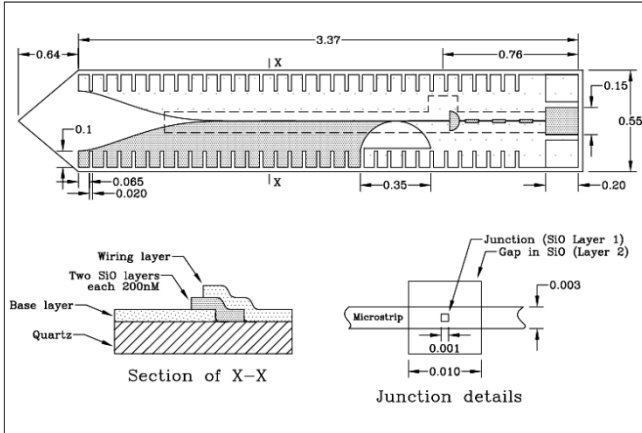 3.37
0.64
X
0.76
0.15
0.55
0.1
0.065
0.020
X
0.35
0.20
Wiring layer
Two SiO layers
each 200nM
Base layer
Quartz
Section of X-X
Junction (SiO Layer 1)
Gap in SiO (Layer 2)
Microstrip
0.003
0.001
0.010
Junction details